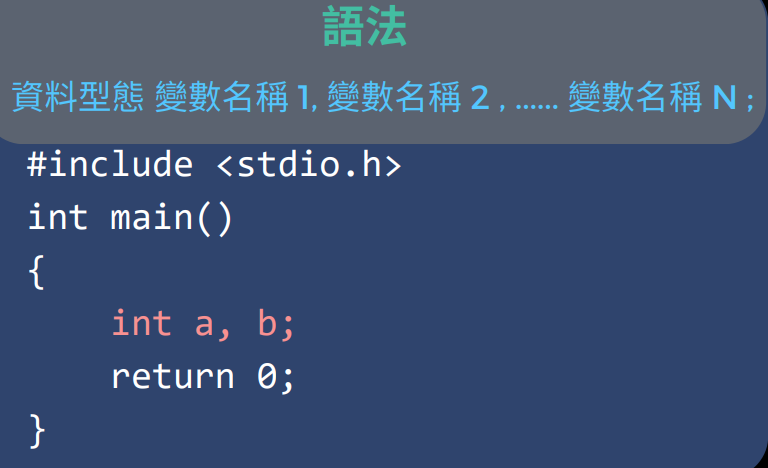 語法
資料型態 變數名稱 1, 變數名稱 2 , ...... 變數名稱 N ;
#include <stdio.h>
int main()
{
    int a, b;
    return 0;
}